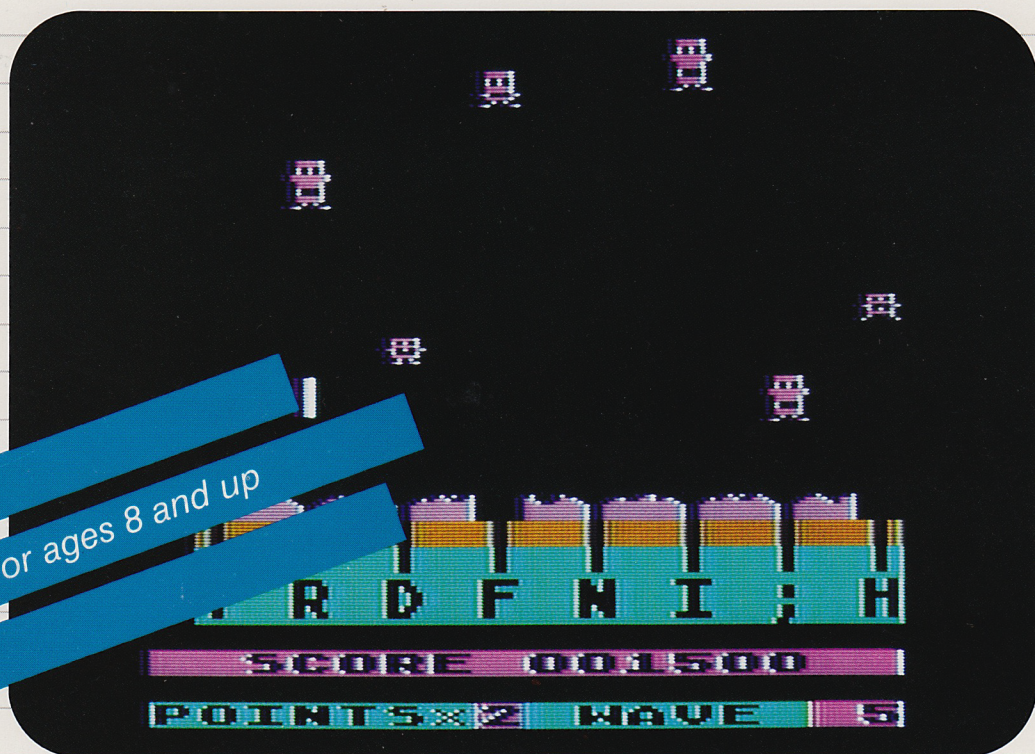 or ages 8 and up
R D F N I ; H
SCORE 001500
POINTSx2 WAVE 5